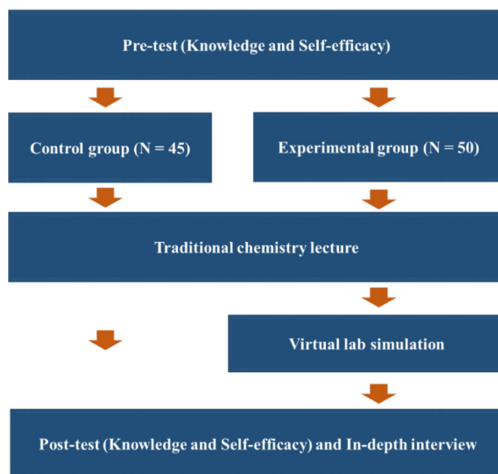 Pre-test (Knowledge and Self-efficacy)
Control group (N = 45)
Experimental group (N = 50)
Traditional chemistry lecture
Virtual lab simulation
Post-test (Knowledge and Self-efficacy) and In-depth interview